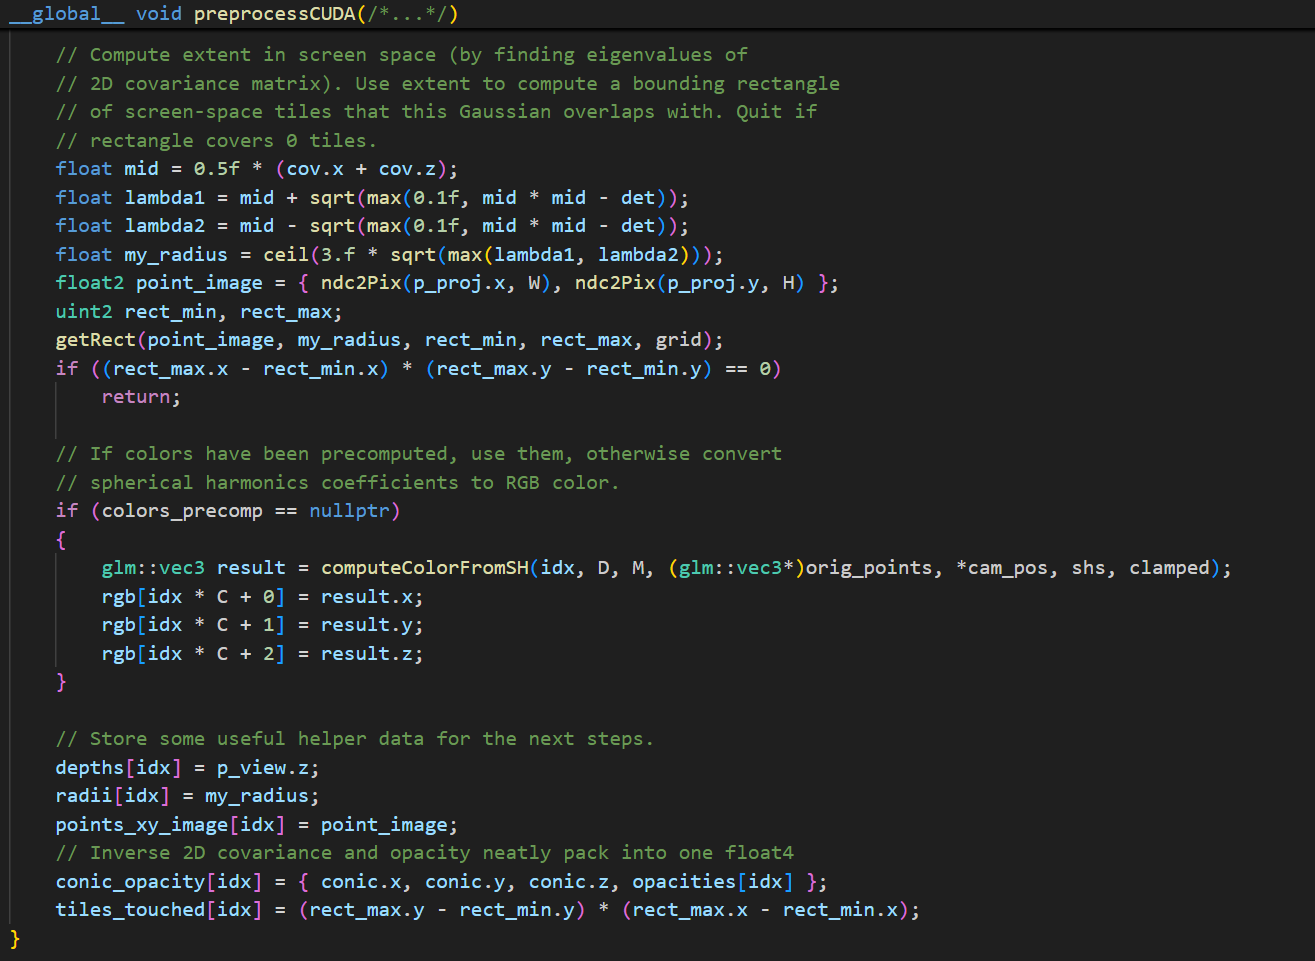 __global__ void preprocessCUDA(/*...*/)
// Compute extent in screen space (by finding eigenvalues of
// 2D covariance matrix). Use extent to compute a bounding rectangle
// of screen-space tiles that this Gaussian overlaps with. Quit if
// rectangle covers 0 tiles.
float mid = 0.5f * (cov.x + cov.z);
float lambda1 = mid + sqrt(max(0.1f, mid * mid - det));
float lambda2 = mid - sqrt(max(0.1f, mid * mid - det));
float my_radius = ceil(3.f * sqrt(max(lambda1, lambda2)));
float2 point_image = { ndc2Pix(p_proj.x, W), ndc2Pix(p_proj.y, H) };
uint2 rect_min, rect_max;
getRect(point_image, my_radius, rect_min, rect_max, grid);
if ((rect_max.x - rect_min.x) * (rect_max.y - rect_min.y) == 0)
return;
// If colors have been precomputed, use them, otherwise convert
// spherical harmonics coefficients to RGB color.
if (colors_precomp == nullptr)
{
glm::vec3 result = computeColorFromSH(idx, D, M, (glm::vec3*)orig_points, *cam_pos, shs, clamped);
rgb[idx * C + 0] = result.x;
rgb[idx * C + 1] = result.y;
rgb[idx * C + 2] = result.z;
}
// Store some useful helper data for the next steps.
depths[idx] = p_view.z;
radii[idx] = my_radius;
points_xy_image[idx] = point_image;
// Inverse 2D covariance and opacity neatly pack into one float4
conic_opacity[idx] = { conic.x, conic.y, conic.z, opacities[idx] };
tiles_touched[idx] = (rect_max.y - rect_min.y) * (rect_max.x - rect_min.x);
}